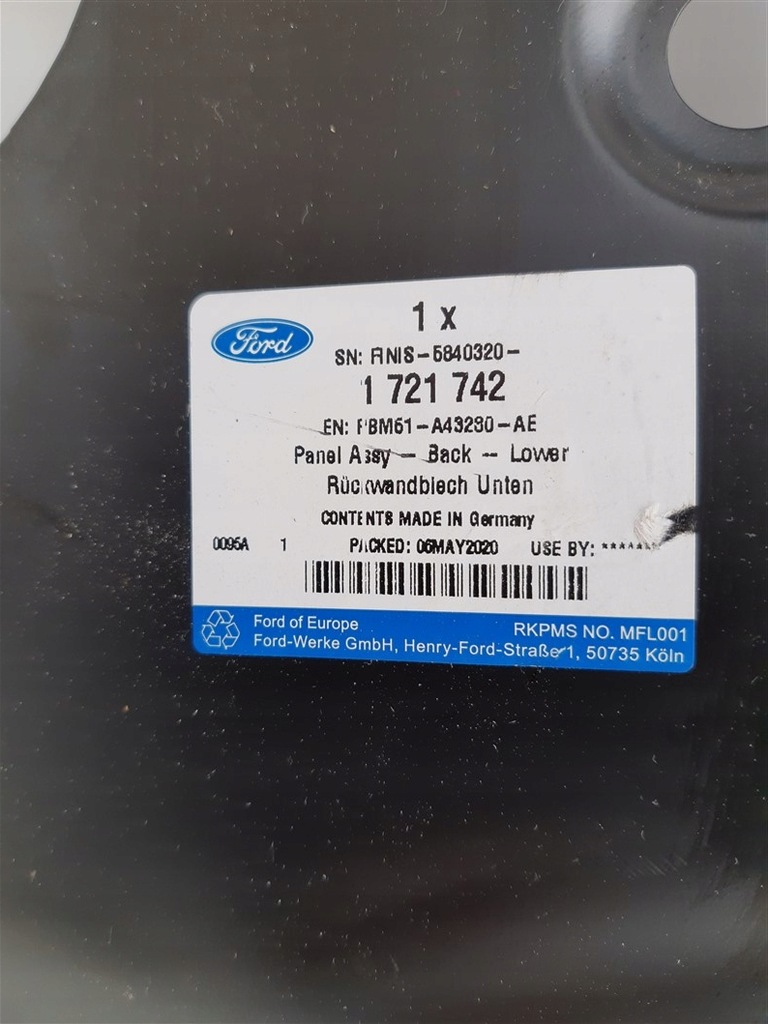 Ford
1 x
SN: FINIS-5840320-
1 721 742
EN: PBM51-A43280-AE
Panel Assy - Back - Lower
Rückwandblech Unten
CONTENTS MADE IN Germany
0095A 1 PACKED: 06MAY2020 USE BY: *******
Ford of Europe
RKPMS NO. MFL001
Ford-Werke GmbH, Henry-Ford-Straße 1, 50735 Köln